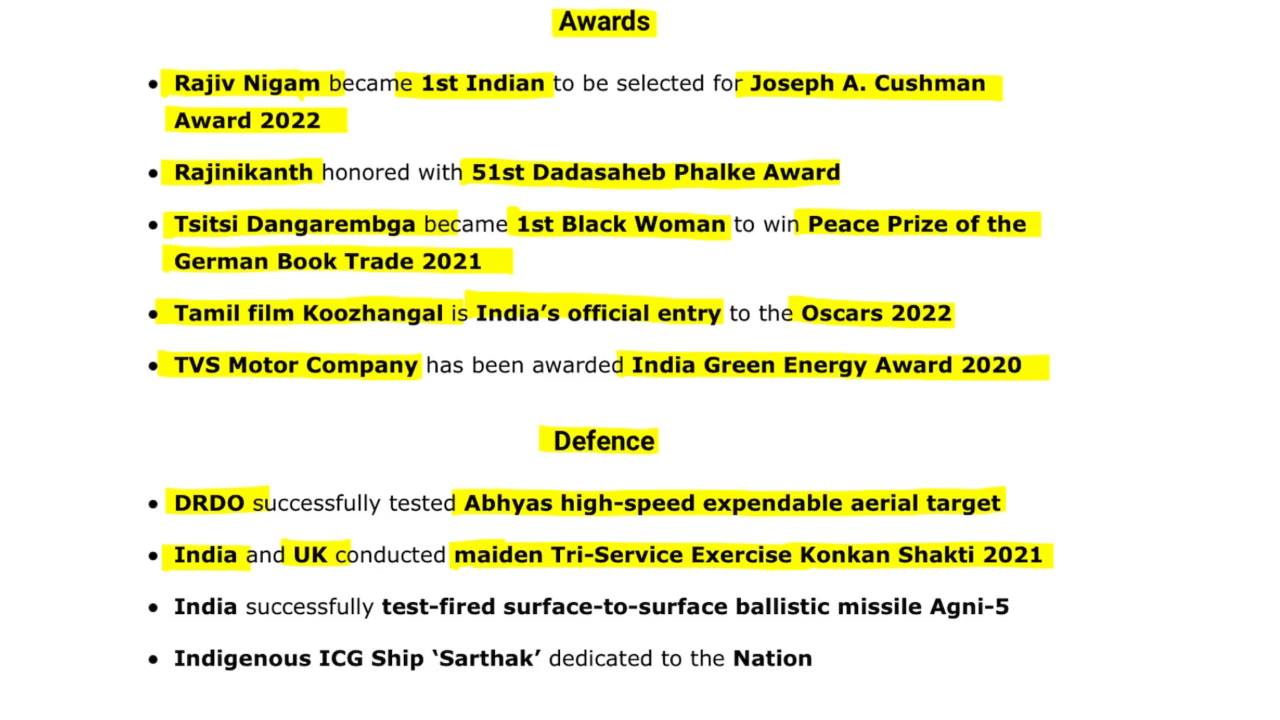 Awards
• Rajiv Nigam became 1st Indian to be selected for Joseph A. Cushman
Award 2022
• Rajinikanth honored with 51st Dadasaheb Phalke Award
• Tsitsi Dangarembga became 1st Black Woman to win Peace Prize of the
German Book Trade 2021
• Tamil film Koozhangal is India’s official entry to the Oscars 2022
• TVS Motor Company has been awarded India Green Energy Award 2020
Defence
• DRDO successfully tested Abhyas high-speed expendable aerial target
• India and UK conducted maiden Tri-Service Exercise Konkan Shakti 2021
• India successfully test-fired surface-to-surface ballistic missile Agni-5
• Indigenous ICG Ship ‘Sarthak’ dedicated to the Nation